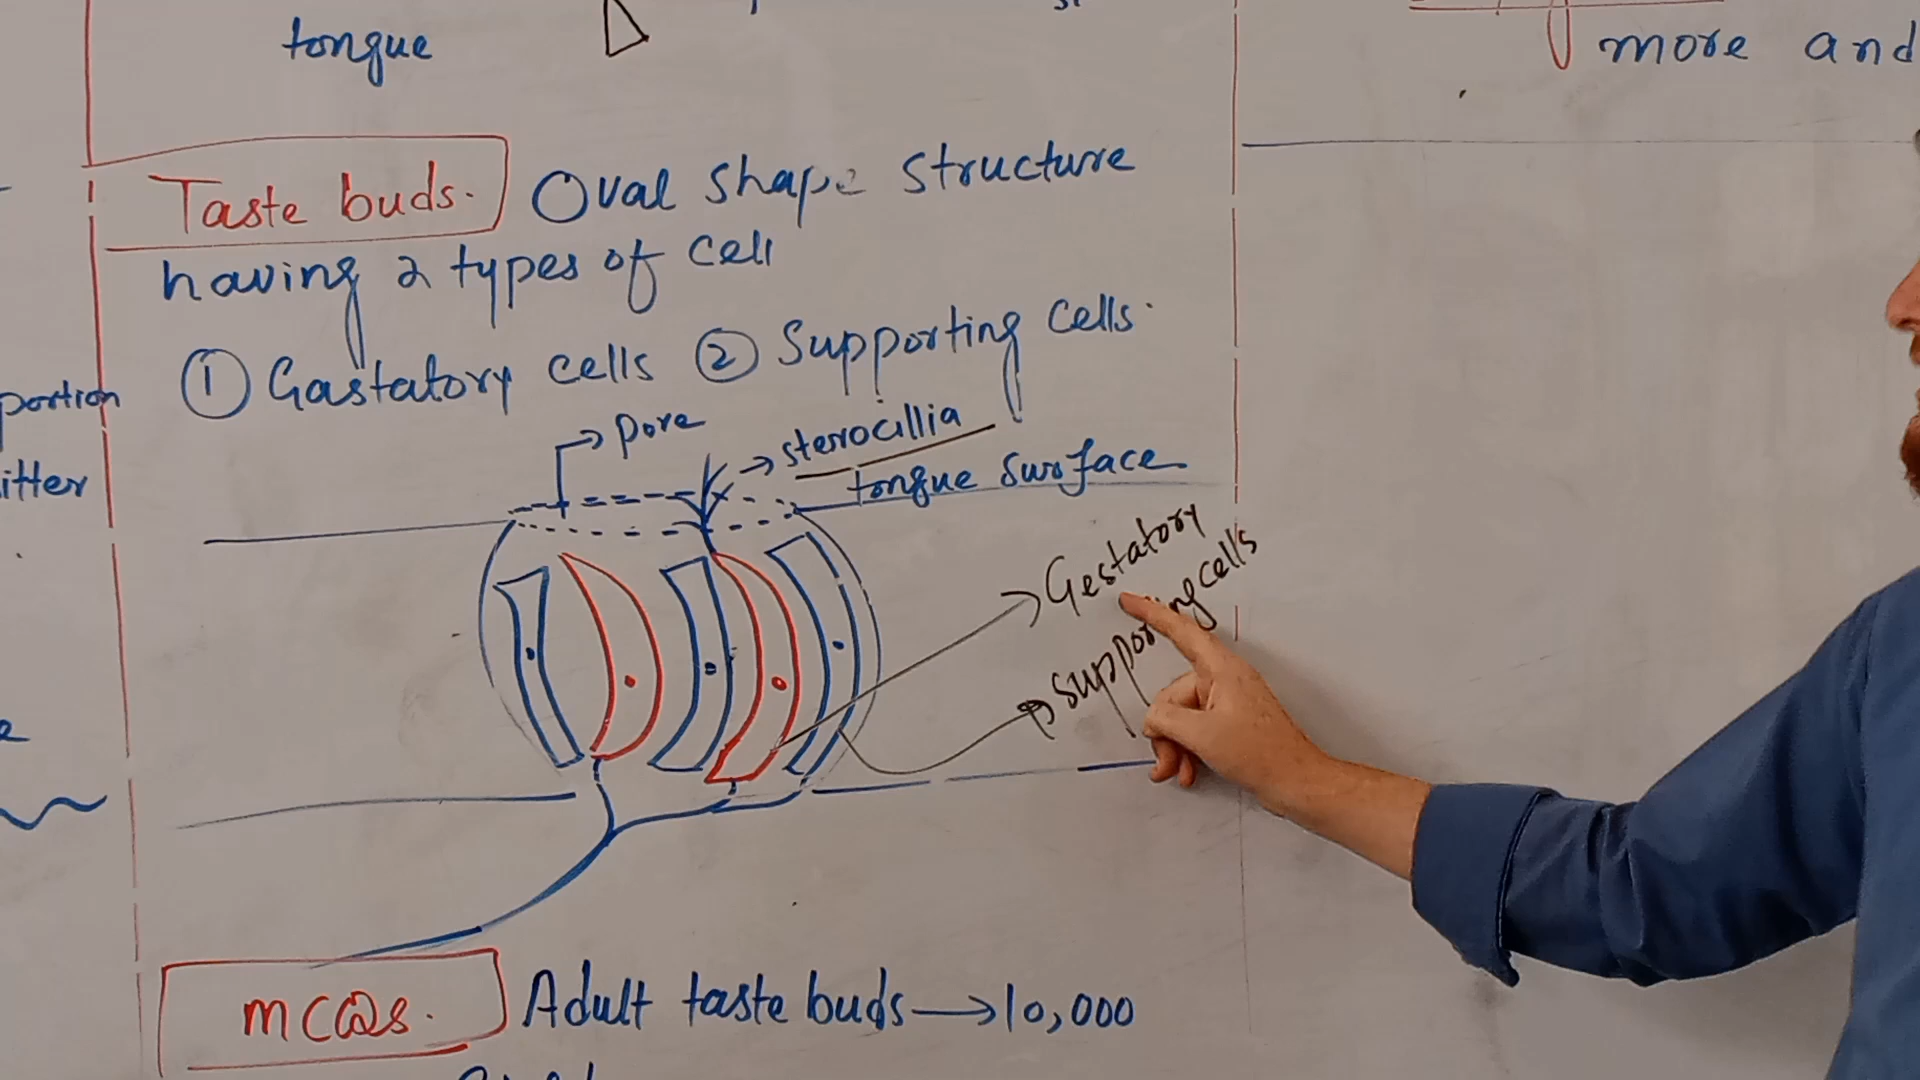 tongue
more and
Taste buds. Oval shape structure
having 2 types of cell
① Gastatory cells ② Supporting cells.
portion
itter
pore
sterocillia
tongue surface
Gestatory
supporting cells
MCQs. Adult taste buds → 10,000